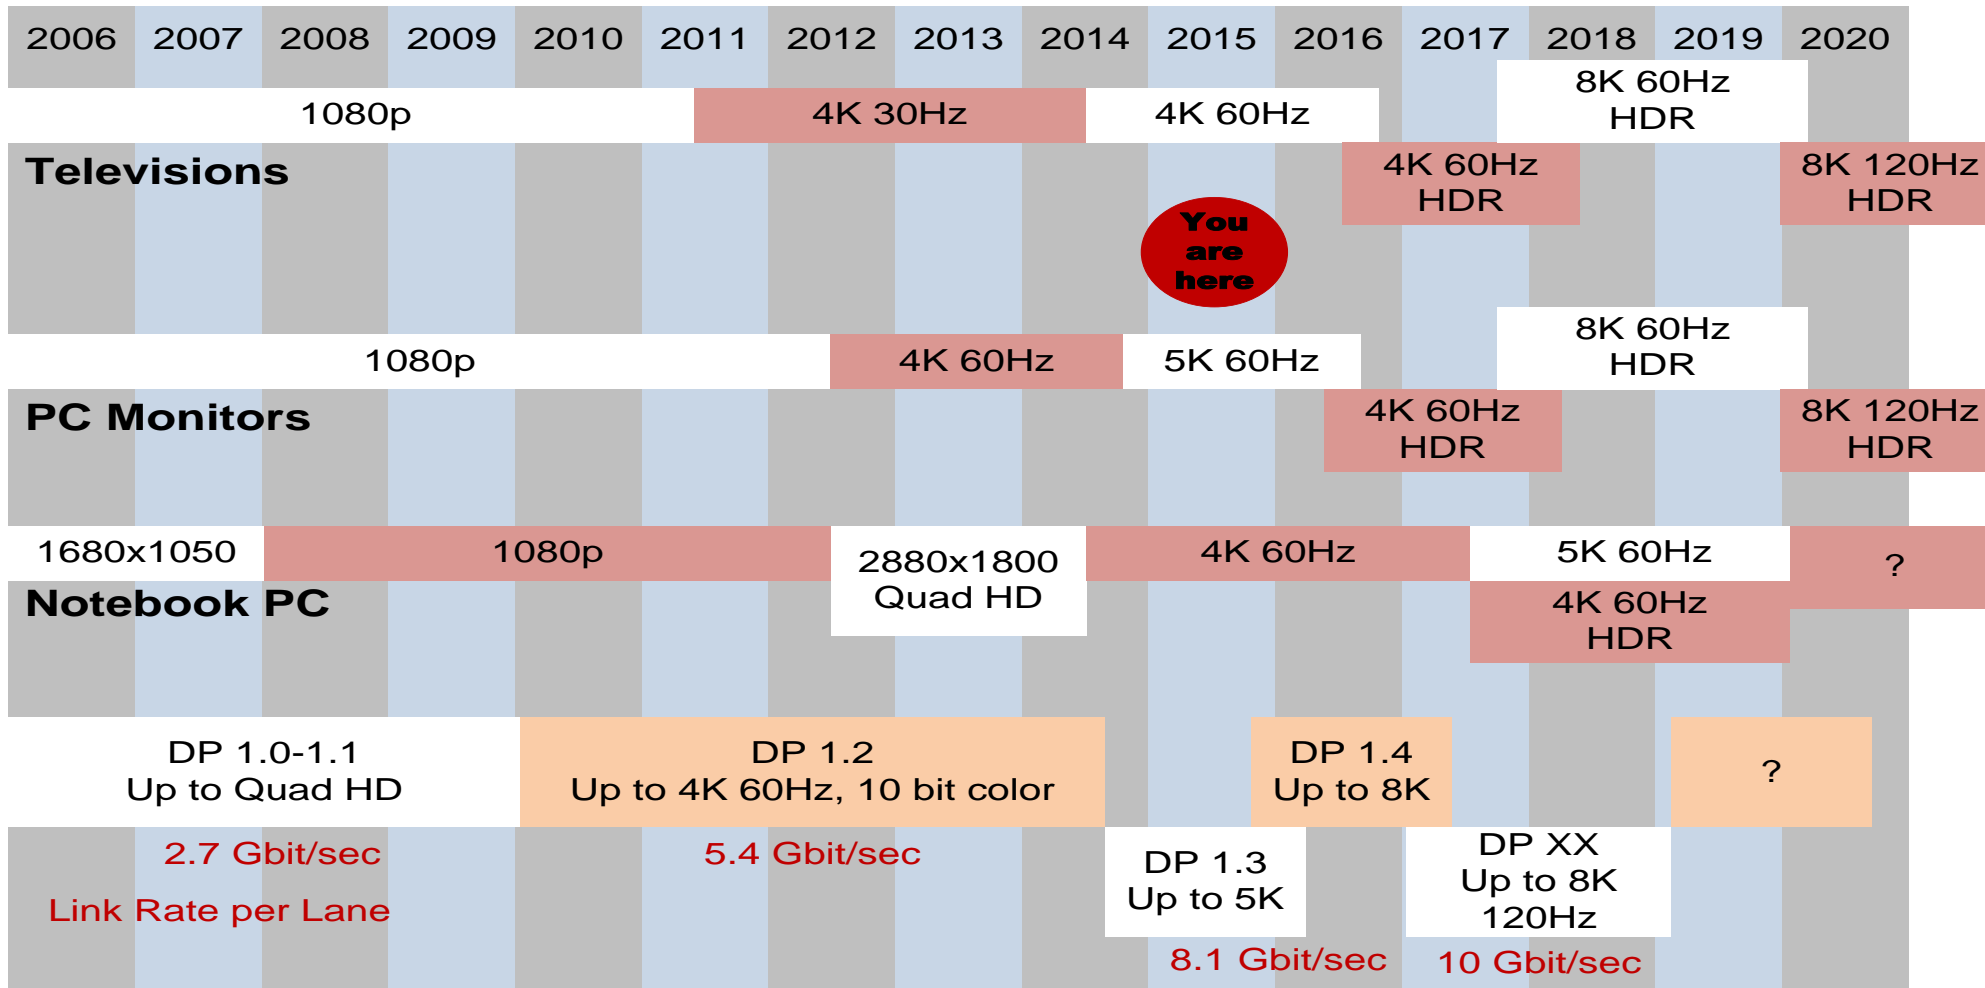 2006 2007 2008 2009 2010 2011 2012 2013 2014 2015 2016 2017 2018 2019 2020
1080p
4K 30Hz
4K 60Hz
8K 60Hz
HDR
Televisions
4K 60Hz
HDR
8K 120Hz
HDR
You
are
here
1080p
4K 60Hz
5K 60Hz
8K 60Hz
HDR
PC Monitors
4K 60Hz
HDR
8K 120Hz
HDR
1680x1050
1080p
2880x1800
Quad HD
4K 60Hz
5K 60Hz
?
Notebook PC
4K 60Hz
HDR
DP 1.0-1.1
Up to Quad HD
DP 1.2
Up to 4K 60Hz, 10 bit color
DP 1.4
Up to 8K
?
2.7 Gbit/sec
5.4 Gbit/sec
DP 1.3
Up to 5K
DP XX
Up to 8K
120Hz
Link Rate per Lane
8.1 Gbit/sec
10 Gbit/sec